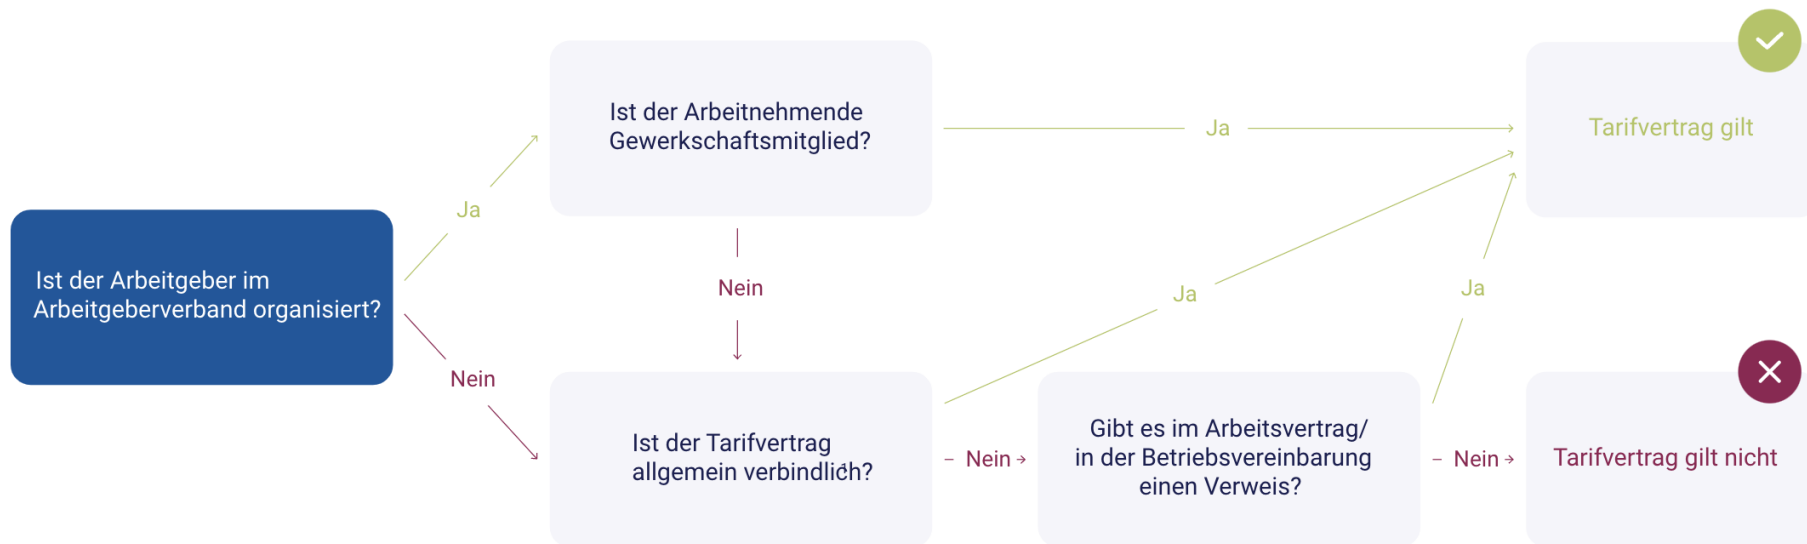 Ist der Arbeitgeber im
Arbeitgeberverband organisiert?
Ja
Nein
Ist der Arbeitnehmende
Gewerkschaftsmitglied?
Ja
Tarifvertrag gilt
Nein
Ist der Tarifvertrag
allgemein verbindlich?
Ja
Nein
Gibt es im Arbeitsvertrag/
in der Betriebsvereinbarung
einen Verweis?
Ja
Nein
Tarifvertrag gilt nicht